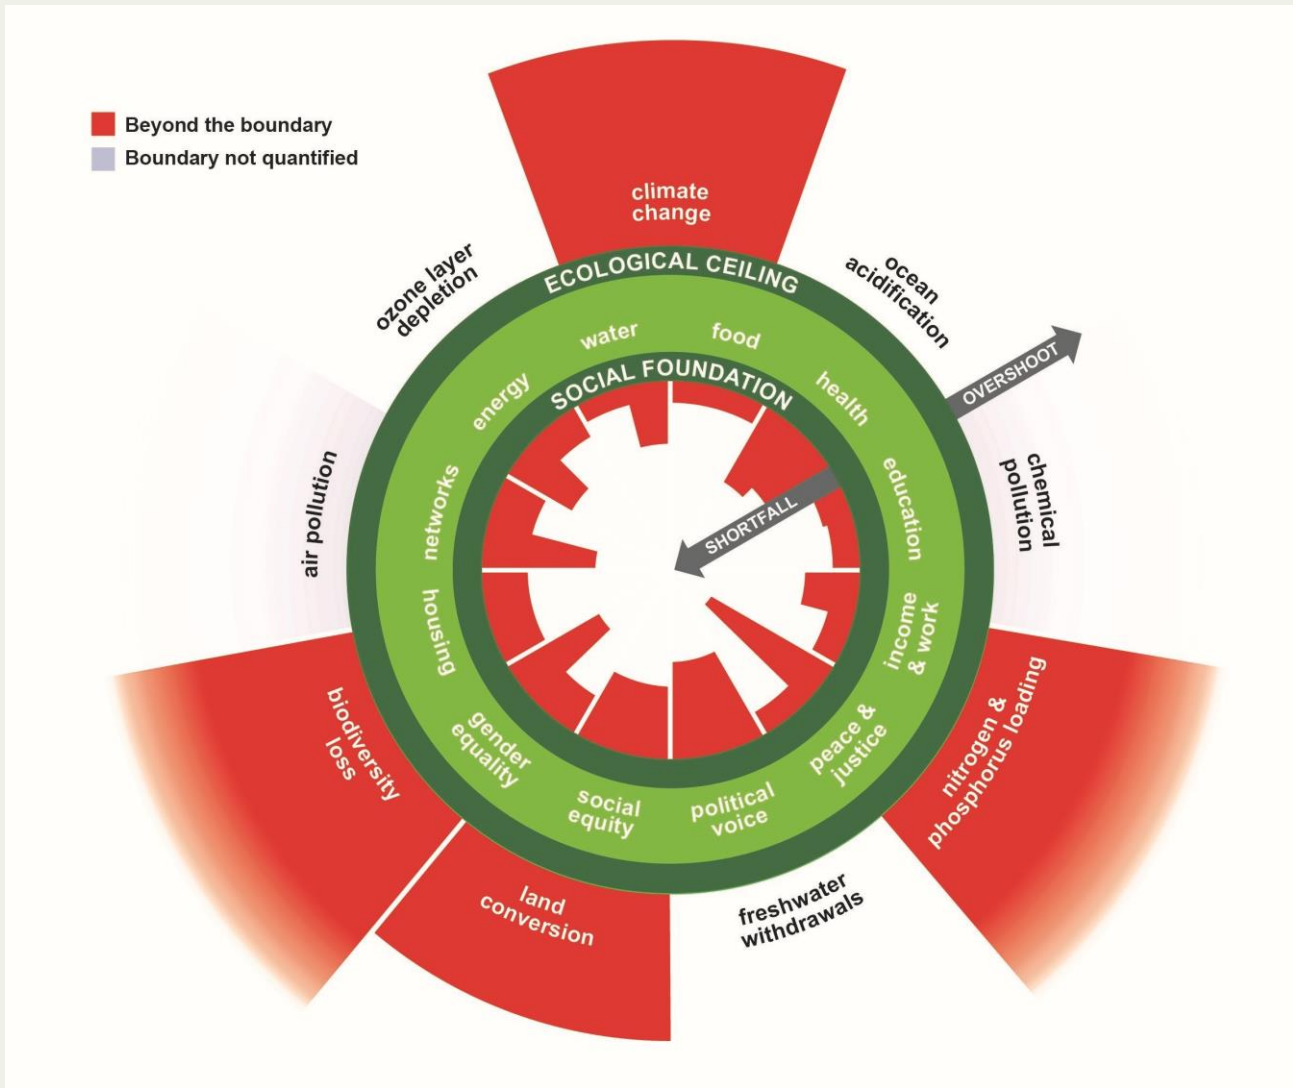 Beyond the boundary
Boundary not quantified
climate
change
ozone layer
depletion
ocean
acidification
ECOLOGICAL CEILING
OVERSHOOT
water
food
energy
health
SOCIAL FOUNDATION
networks
education
SHORTFALL
air pollution
chemical
pollution
housing
income
& work
gender
equality
peace &
justice
social
equity
political
voice
biodiversity
loss
nitrogen &
phosphorus loading
land
conversion
freshwater
withdrawals